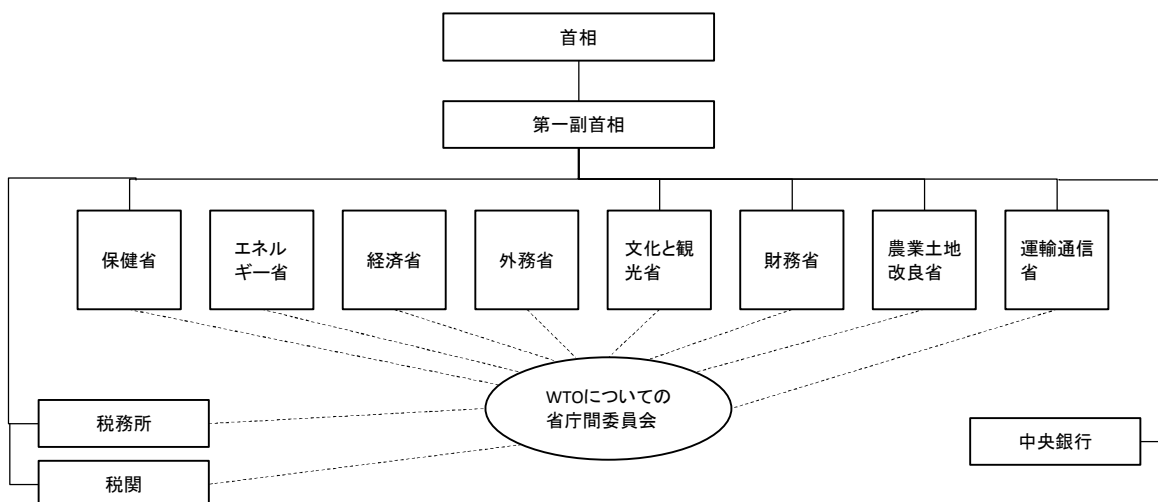 首相
第一副首相
保健省
エネル
ギー省
経済省
外務省
文化と観
光省
財務省
農業土地
改良省
運輸通信
省
WTOについての
省庁間委員会
税務所
中央銀行
税関